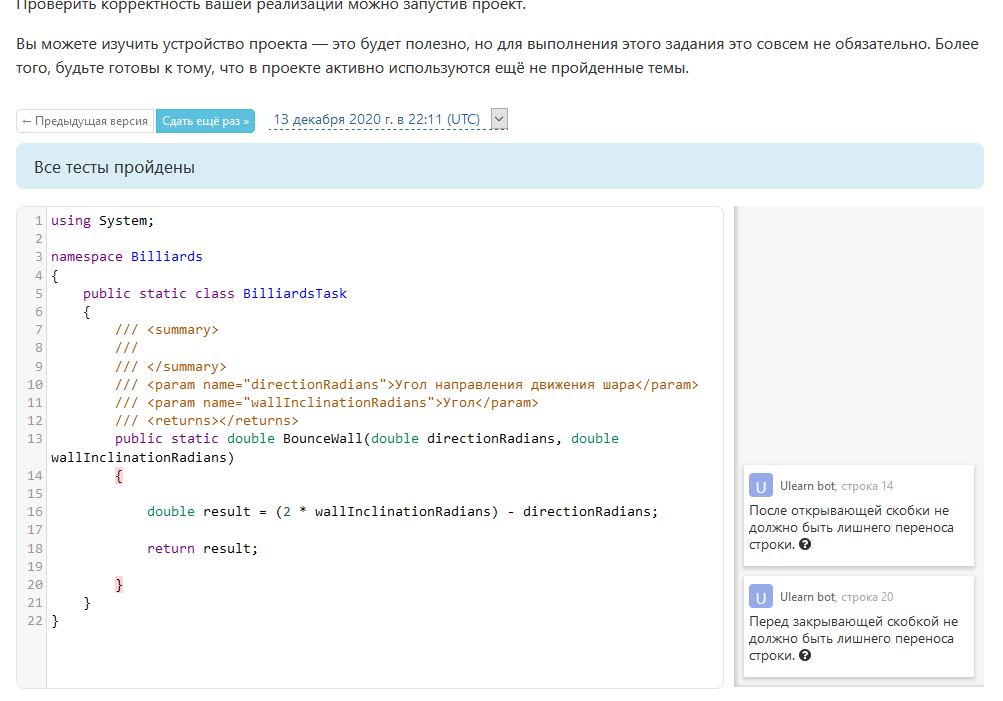 Проверить корректность вашей реализации можно запустив проект.
Вы можете изучить устройство проекта — это будет полезно, но для выполнения этого задания это совсем не обязательно. Более
того, будьте готовы к тому, что в проекте активно используются ещё не пройденные темы.
← Предыдущая версия Сдать ещё раз » 13 декабря 2020 г. в 22:11 (UTC)
Все тесты пройдены
1 using System;
2
3 namespace Billiards
4 {
5     public static class BilliardsTask
6     {
7         /// <summary>
8         ///
9         /// </summary>
10         /// <param name="directionRadians">Угол направления движения шара</param>
11         /// <param name="wallInclinationRadians">Угол</param>
12         /// <returns></returns>
13         public static double BounceWall(double directionRadians, double
wallInclinationRadians)
14         {
15
16             double result = (2 * wallInclinationRadians) - directionRadians;
17
18             return result;
19
20         }
21     }
22 }
U Ulearn bot, строка 14
После открывающей скобки не
должно быть лишнего переноса
строки. ?
U Ulearn bot, строка 20
Перед закрывающей скобкой не
должно быть лишнего переноса
строки. ?